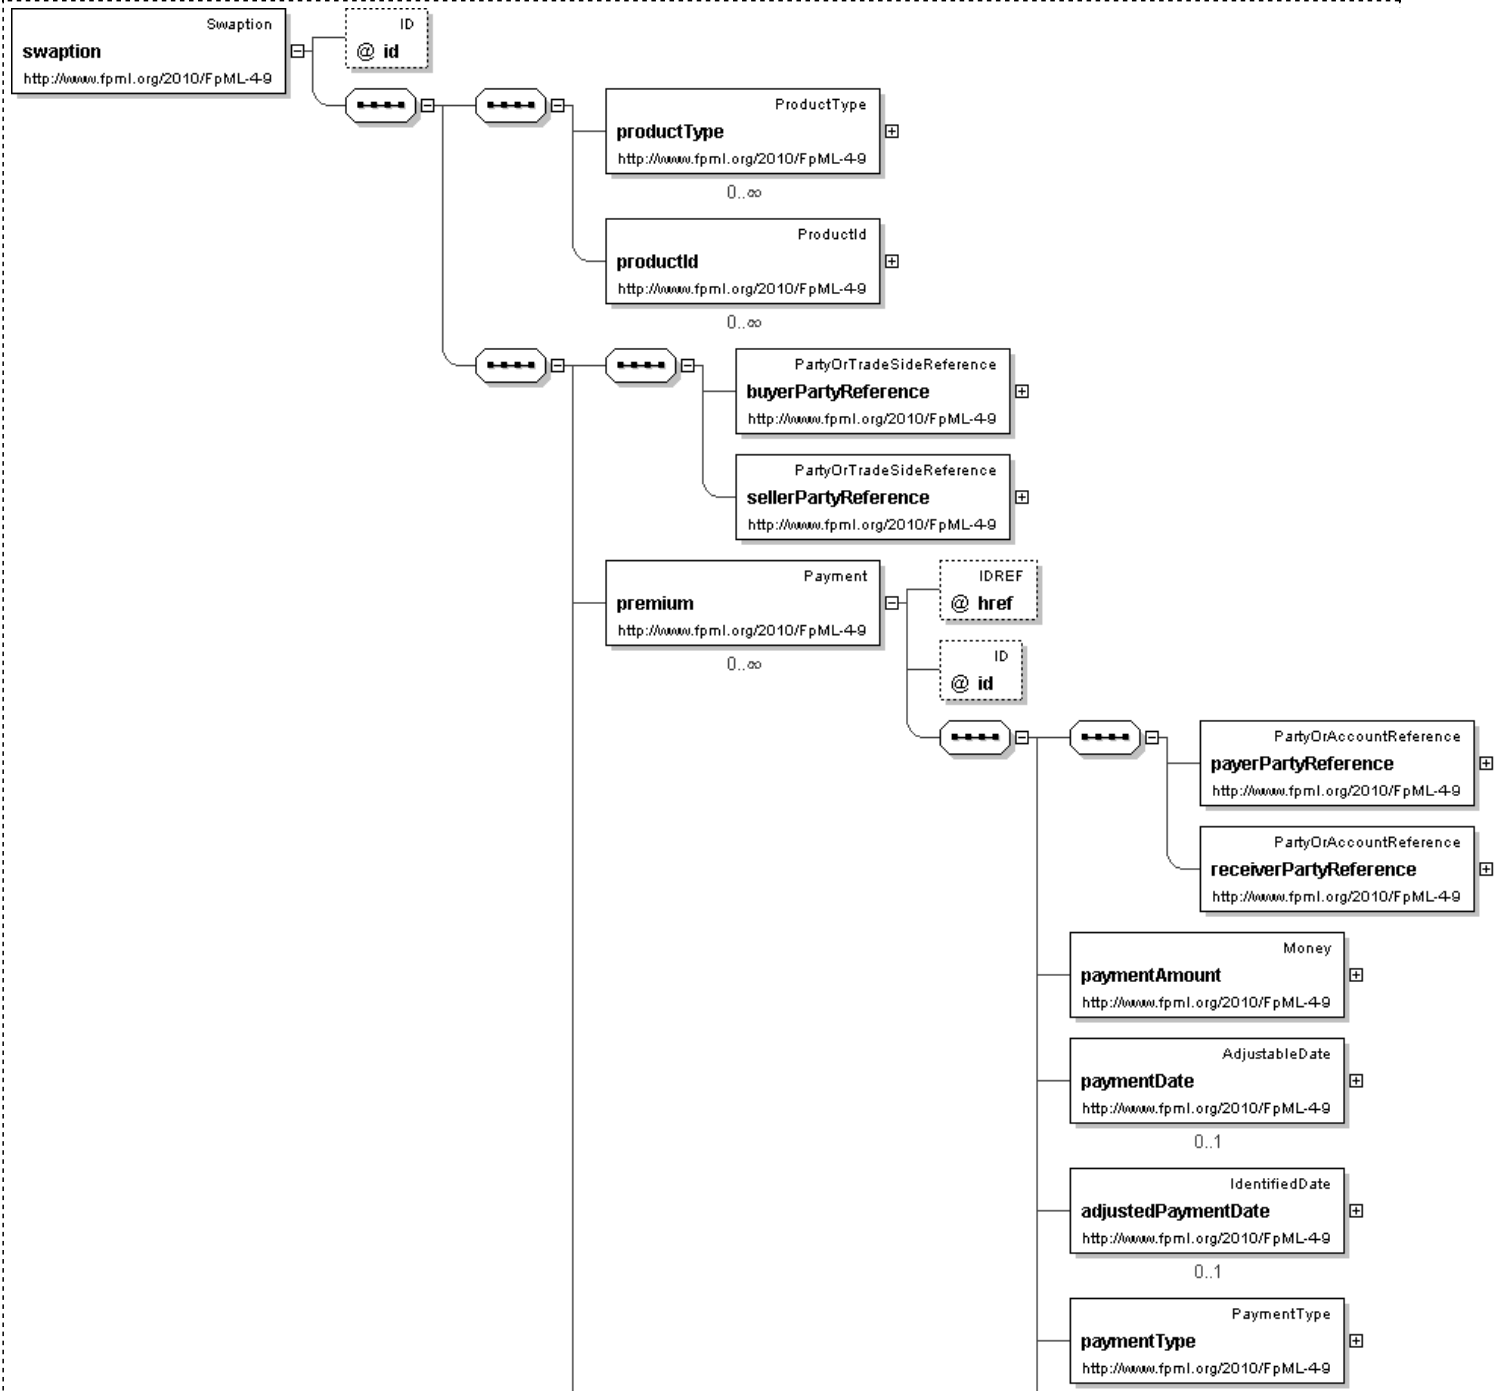 Swaption
swaption
http://www.fpml.org/2010/FpML-4-9
ID
@ id
ProductType
productType
http://www.fpml.org/2010/FpML-4-9
0..∞
ProductId
productId
http://www.fpml.org/2010/FpML-4-9
0..∞
PartyOrTradeSideReference
buyerPartyReference
http://www.fpml.org/2010/FpML-4-9
PartyOrTradeSideReference
sellerPartyReference
http://www.fpml.org/2010/FpML-4-9
Payment
premium
http://www.fpml.org/2010/FpML-4-9
0..∞
IDREF
@ href
ID
@ id
PartyOrAccountReference
payerPartyReference
http://www.fpml.org/2010/FpML-4-9
PartyOrAccountReference
receiverPartyReference
http://www.fpml.org/2010/FpML-4-9
Money
paymentAmount
http://www.fpml.org/2010/FpML-4-9
AdjustableDate
paymentDate
http://www.fpml.org/2010/FpML-4-9
0..1
IdentifiedDate
adjustedPaymentDate
http://www.fpml.org/2010/FpML-4-9
0..1
PaymentType
paymentType
http://www.fpml.org/2010/FpML-4-9